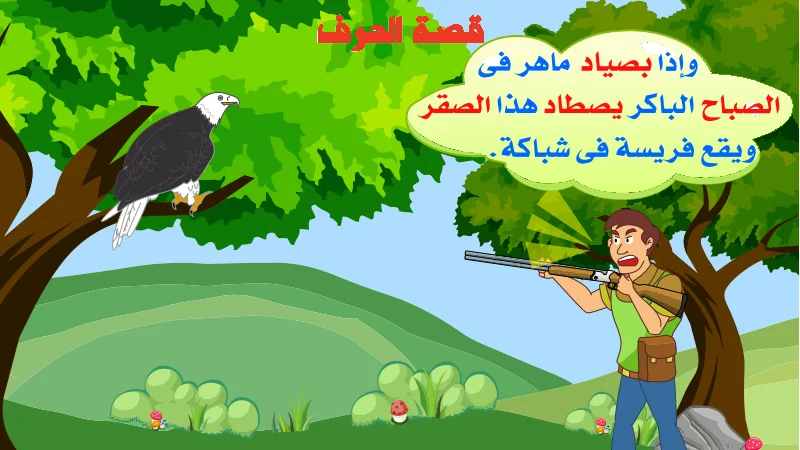 قصة الحرف
وإذا بصياد ماهر فى
الصباح الباكر يصطاد هذا الصقر
ويقع فريسة فى شباكة.